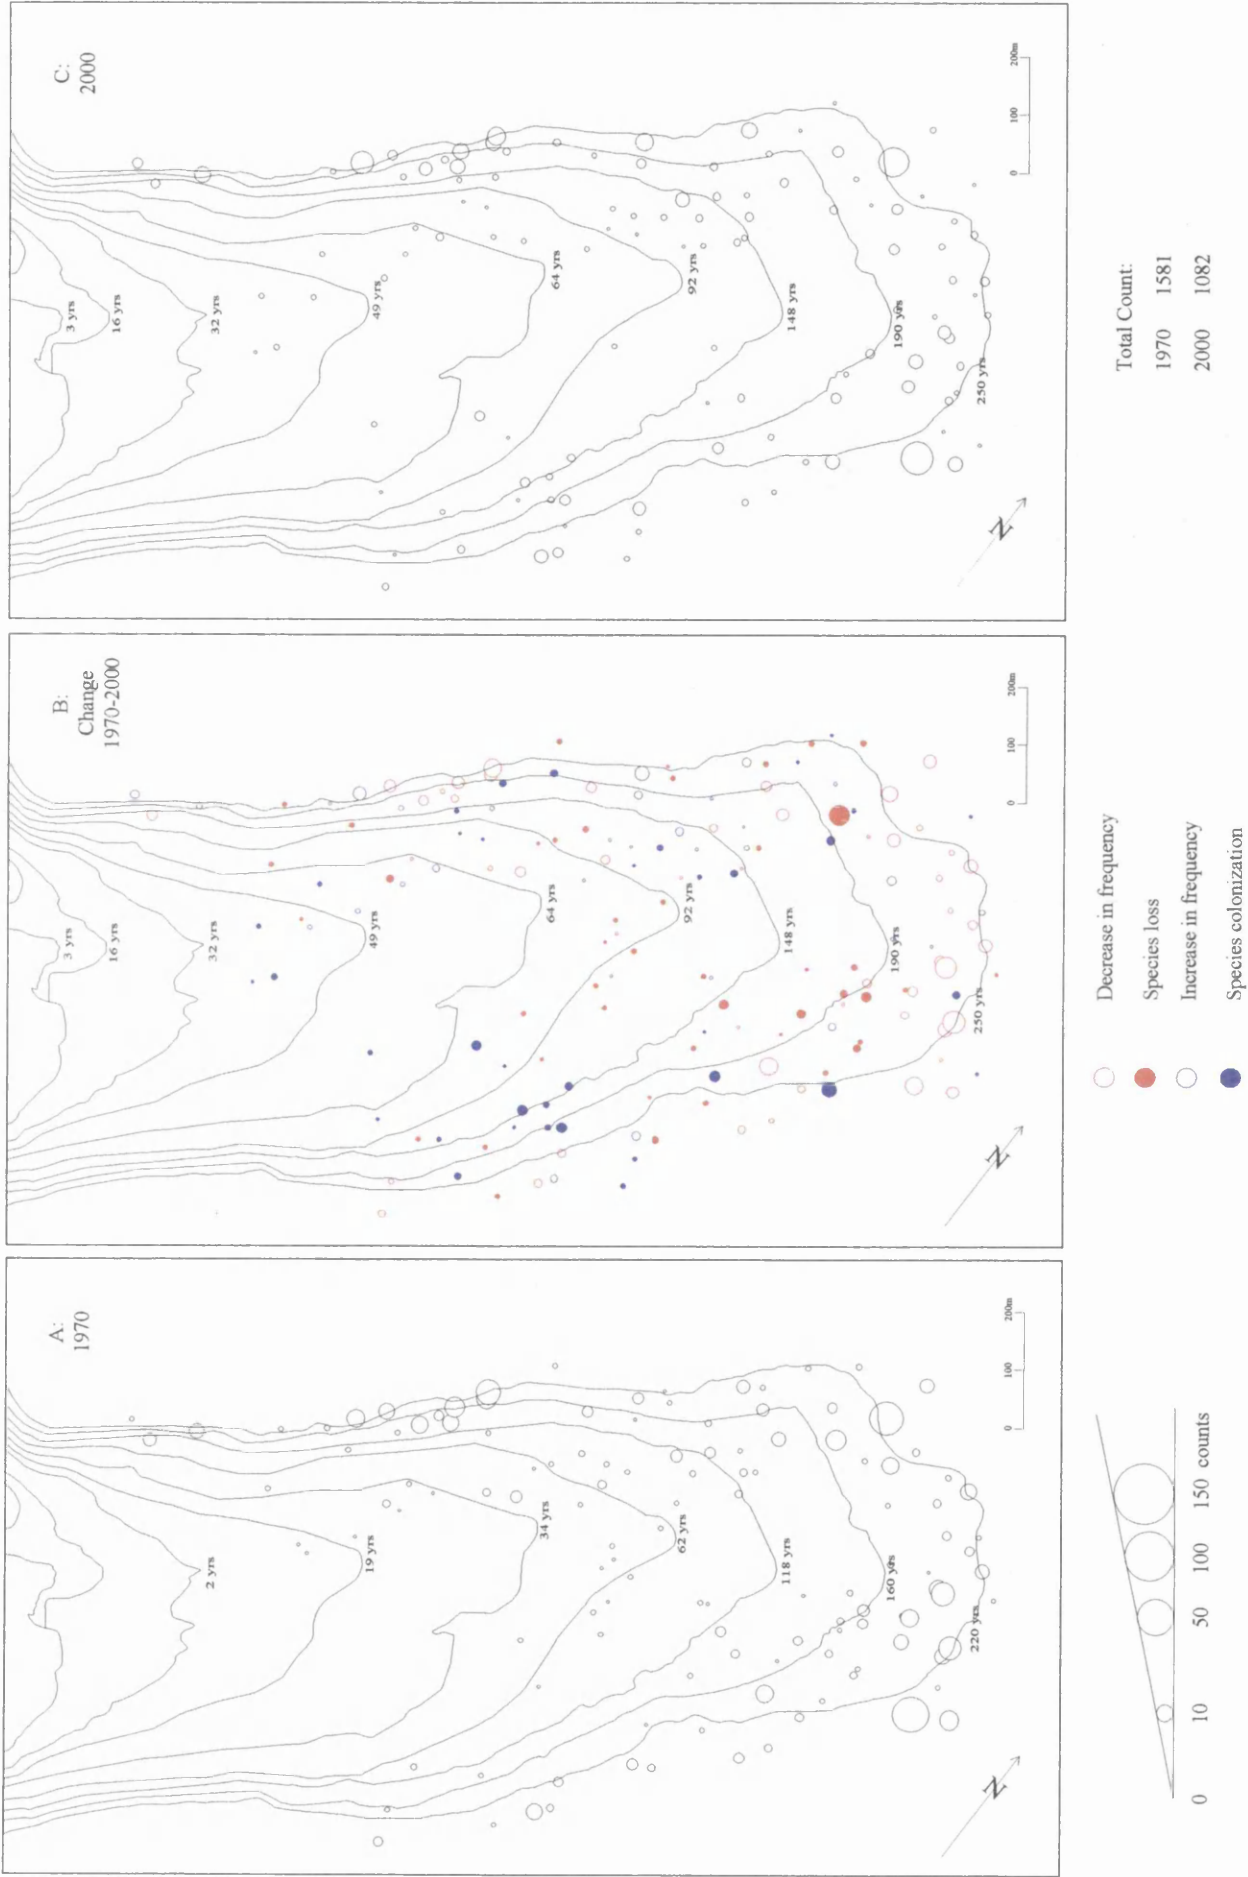 A:
1970
2 yrs
19 yrs
34 yrs
62 yrs
118 yrs
160 yrs
220 yrs
N
0 100 200m
B:
Change
1970-2000
3 yrs
16 yrs
32 yrs
49 yrs
64 yrs
92 yrs
148 yrs
190 yrs
250 yrs
N
0 100 200m
C:
2000
3 yrs
16 yrs
32 yrs
49 yrs
64 yrs
92 yrs
148 yrs
190 yrs
250 yrs
N
0 100 200m
0 10 50 100 150 counts
Decrease in frequency
Species loss
Increase in frequency
Species colonization
Total Count:
1970 1581
2000 1082